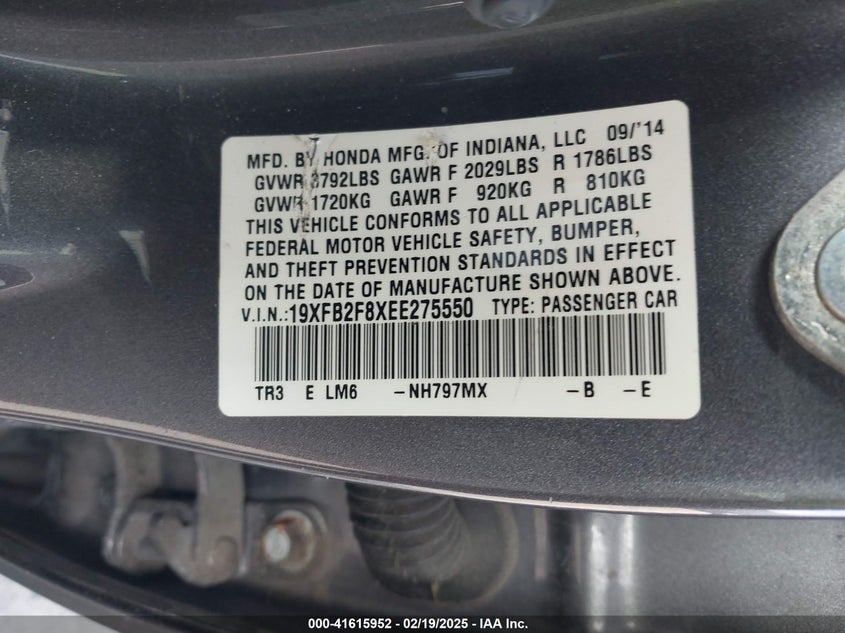 MFD. BY HONDA MFG. OF INDIANA, LLC 09/'14
GVWR 3792LBS GAWR F 2029LBS R 1786LBS
GVWR 1720KG GAWR F 920KG R 810KG
THIS VEHICLE CONFORMS TO ALL APPLICABLE
FEDERAL MOTOR VEHICLE SAFETY, BUMPER,
AND THEFT PREVENTION STANDARDS IN EFFECT
ON THE DATE OF MANUFACTURE SHOWN ABOVE.
V.I.N.:19XFB2F8XEE275550 TYPE: PASSENGER CAR
TR3 E LM6 -NH797MX -B -E
000-41615952 - 02/19/2025 - IAA Inc.